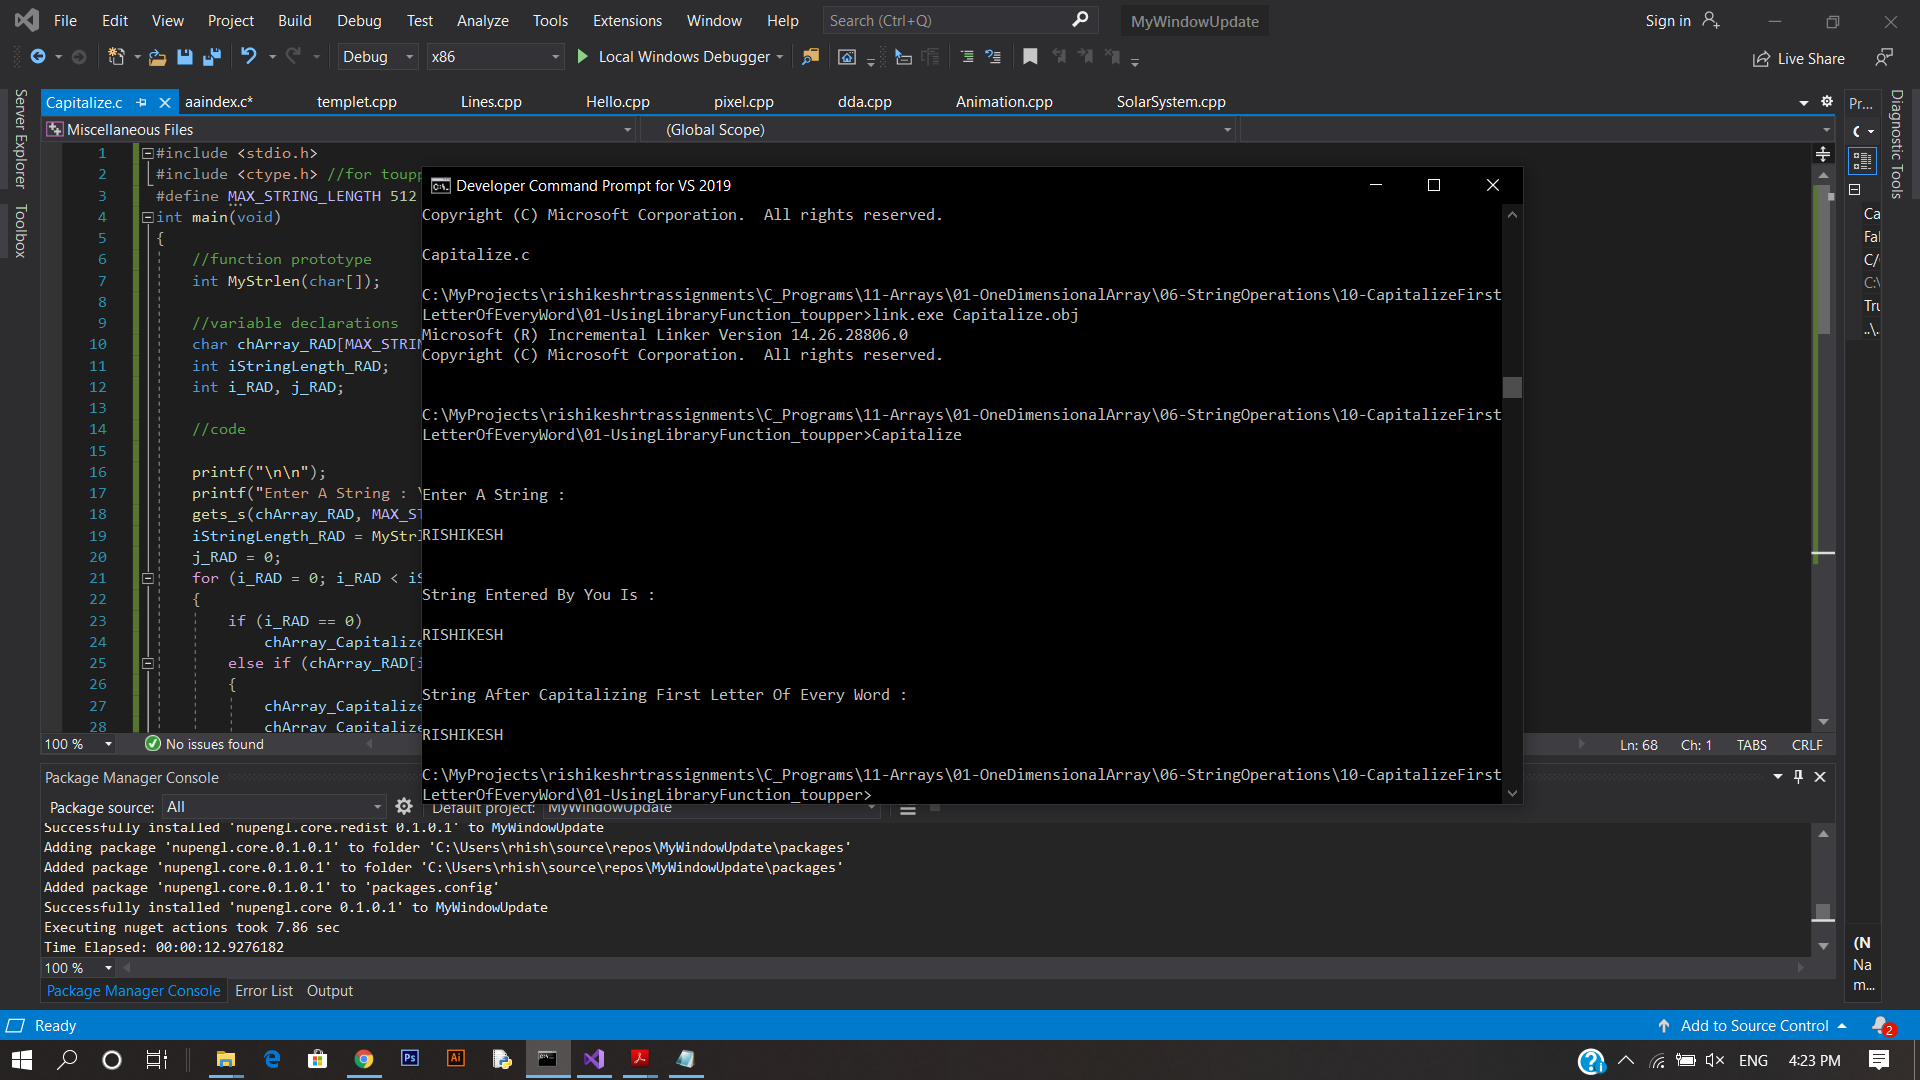 File Edit View Project Build Debug Test Analyze Tools Extensions Window Help Search (Ctrl+Q) MyWindowUpdate Sign in
Debug x86 Local Windows Debugger Live Share
Capitalize.c aaindex.c* templet.cpp Lines.cpp Hello.cpp pixel.cpp dda.cpp Animation.cpp SolarSystem.cpp Pr...
Server Explorer
Toolbox
Diagnostic Tools
Miscellaneous Files (Global Scope)
1 #include <stdio.h>
2 #include <ctype.h> //for toupp
3 #define MAX_STRING_LENGTH 512
4 int main(void)
5 {
6 //function prototype
7 int MyStrlen(char[]);
8
9 //variable declarations
10 char chArray_RAD[MAX_STRIN
11 int iStringLength_RAD;
12 int i_RAD, j_RAD;
13
14 //code
15
16 printf("\n\n");
17 printf("Enter A String : \
18 gets_s(chArray_RAD, MAX_ST
19 iStringLength_RAD = MyStrl
20 j_RAD = 0;
21 for (i_RAD = 0; i_RAD < iS
22 {
23 if (i_RAD == 0)
24 chArray_Capitalize
25 else if (chArray_RAD[i
26 {
27 chArray_Capitalize
28 chArray_Capitalize
Developer Command Prompt for VS 2019
Copyright (C) Microsoft Corporation.  All rights reserved.
Capitalize.c
C:\MyProjects\rishikeshrtrassignments\C_Programs\11-Arrays\01-OneDimensionalArray\06-StringOperations\10-CapitalizeFirst
LetterOfEveryWord\01-UsingLibraryFunction_toupper>link.exe Capitalize.obj
Microsoft (R) Incremental Linker Version 14.26.28806.0
Copyright (C) Microsoft Corporation.  All rights reserved.
C:\MyProjects\rishikeshrtrassignments\C_Programs\11-Arrays\01-OneDimensionalArray\06-StringOperations\10-CapitalizeFirst
LetterOfEveryWord\01-UsingLibraryFunction_toupper>Capitalize
Enter A String :
RISHIKESH
String Entered By You Is :
RISHIKESH
String After Capitalizing First Letter Of Every Word :
RISHIKESH
C:\MyProjects\rishikeshrtrassignments\C_Programs\11-Arrays\01-OneDimensionalArray\06-StringOperations\10-CapitalizeFirst
LetterOfEveryWord\01-UsingLibraryFunction_toupper>
Ca
Fal
C/
C:\
Tru
..\.
100 % No issues found Ln: 68 Ch: 1 TABS CRLF
Package Manager Console
Package source: All Default project: MyWindowUpdate
Successfully installed 'nupengl.core.redist 0.1.0.1' to MyWindowUpdate
Adding package 'nupengl.core.0.1.0.1' to folder 'C:\Users\rhish\source\repos\MyWindowUpdate\packages'
Added package 'nupengl.core.0.1.0.1' to folder 'C:\Users\rhish\source\repos\MyWindowUpdate\packages'
Added package 'nupengl.core.0.1.0.1' to 'packages.config'
Successfully installed 'nupengl.core 0.1.0.1' to MyWindowUpdate
Executing nuget actions took 7.86 sec
Time Elapsed: 00:00:12.9276182
(N
Na
m...
100 %
Package Manager Console Error List Output
Ready Add to Source Control 2
Ps Ai ENG 4:23 PM